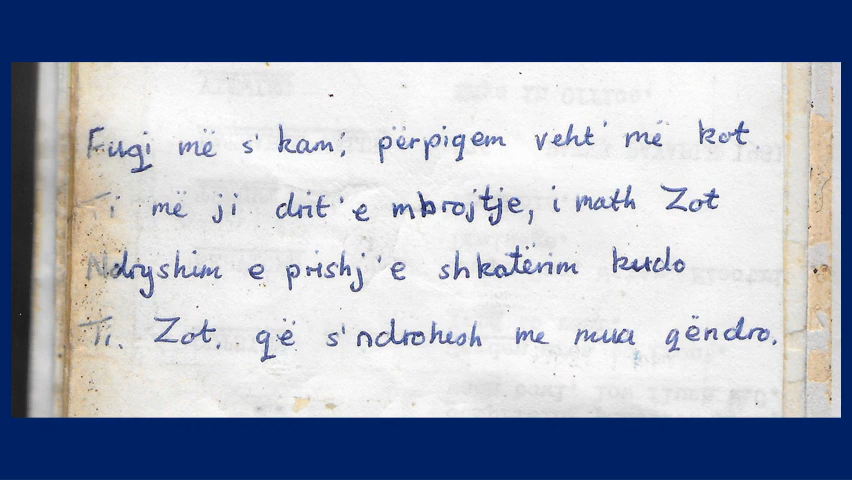 Fuqi më s'kam; përpiqem veht' më kot.
Ti më ji drit' e mbrojtje, i math Zot
Ndryshim e prishj'e shkatërim kudo
Ti. Zot. që s'ndrohesh me mua qëndro.